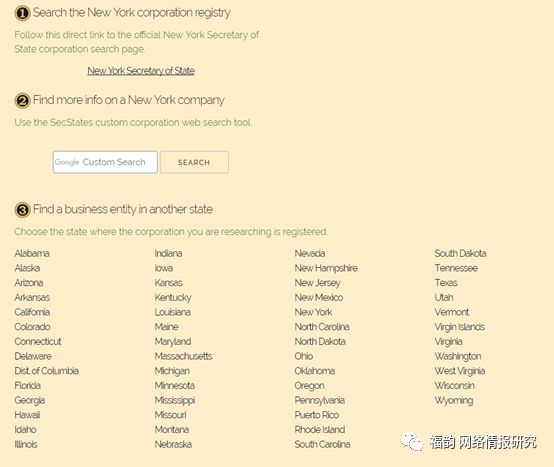 1 Search the New York corporation registry
Follow this direct link to the official New York Secretary of
State corporation search page.
New York Secretary of State
2 Find more info on a New York company
Use the SecStates custom corporation web search tool.
Google Custom Search
SEARCH
3 Find a business entity in another state
Choose the state where the corporation you are researching is registered.
Alabama
Alaska
Arizona
Arkansas
California
Colorado
Connecticut
Delaware
Dist. of Columbia
Florida
Georgia
Hawaii
Idaho
Illinois
Indiana
Iowa
Kansas
Kentucky
Louisiana
Maine
Maryland
Massachusetts
Michigan
Minnesota
Mississippi
Missouri
Montana
Nebraska
Nevada
New Hampshire
New Jersey
New Mexico
New York
North Carolina
North Dakota
Ohio
Oklahoma
Oregon
Pennsylvania
Puerto Rico
Rhode Island
South Carolina
South Dakota
Tennessee
Texas
Utah
Vermont
Virgin Islands
Virginia
Washington
West Virginia
Wisconsin
Wyoming
福韵 网络情报研究